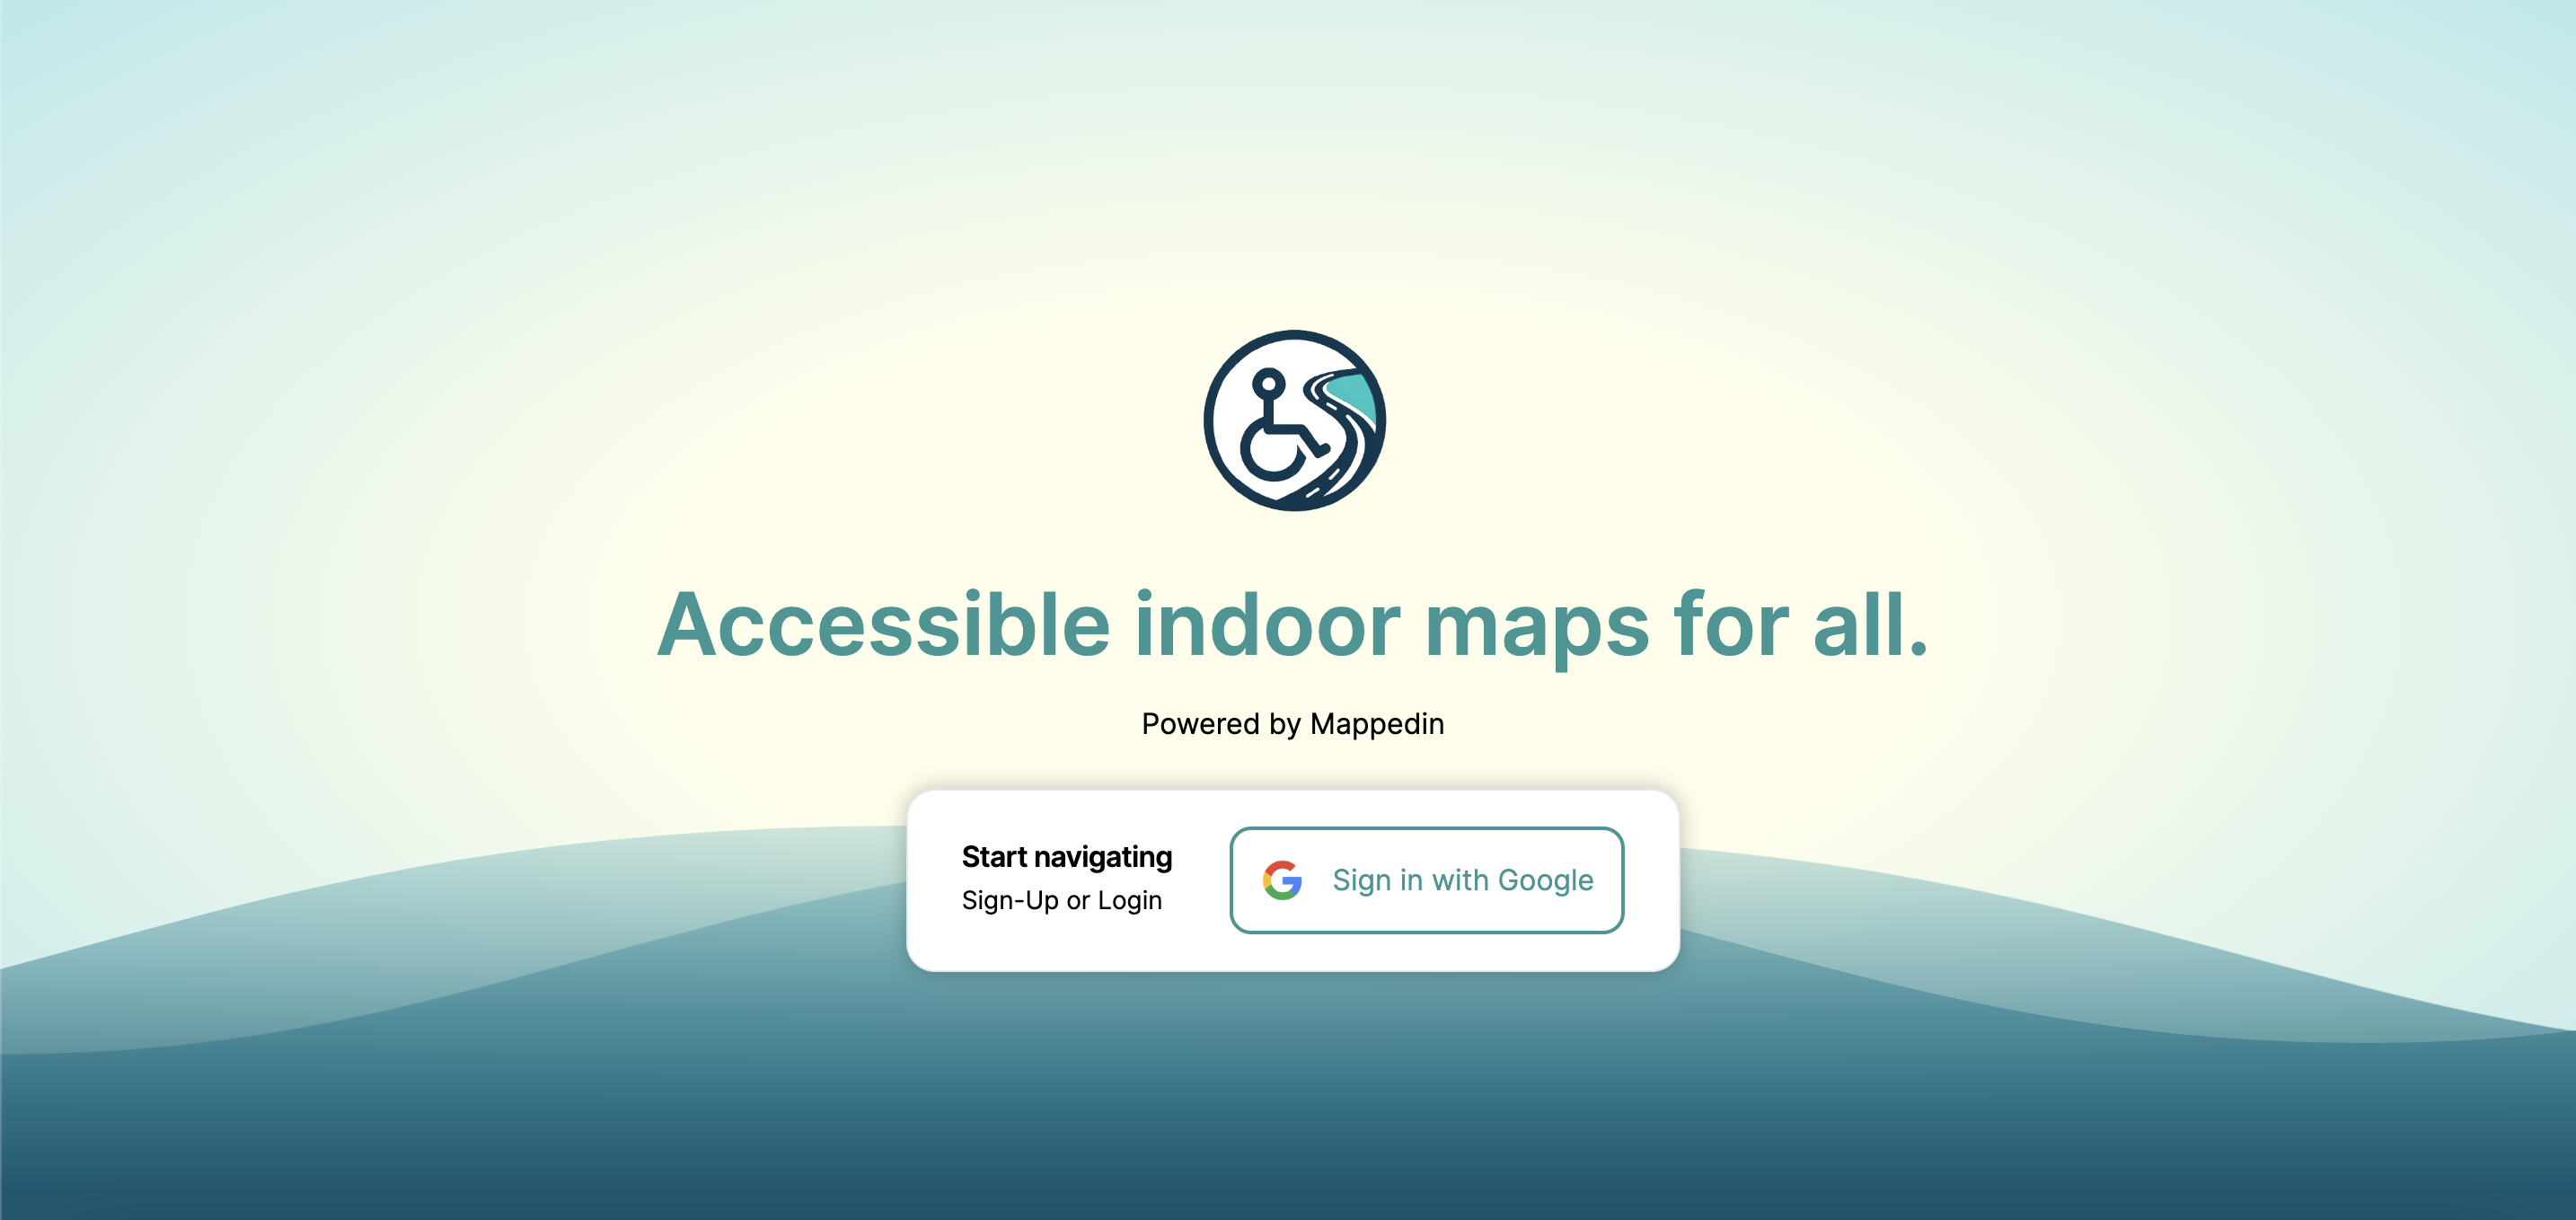 Accessible indoor maps for all.
Powered by Mappedin
Start navigating
Sign-Up or Login
Sign in with Google